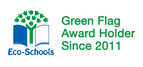 Eco-Schools
Green Flag
Award Holder
Since 2011